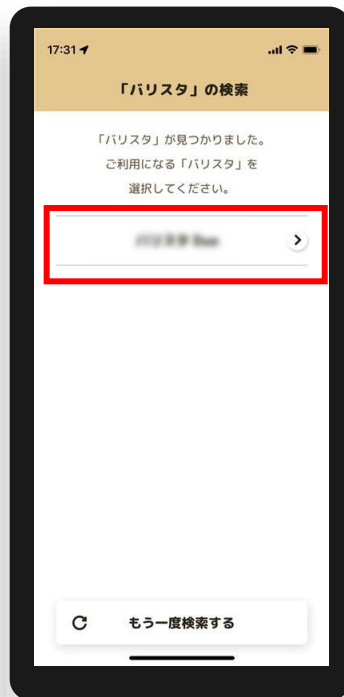 17:31
「バリスタ」の検索
「バリスタ」が見つかりました。
ご利用になる「バリスタ」を
選択してください。
もう一度検索する